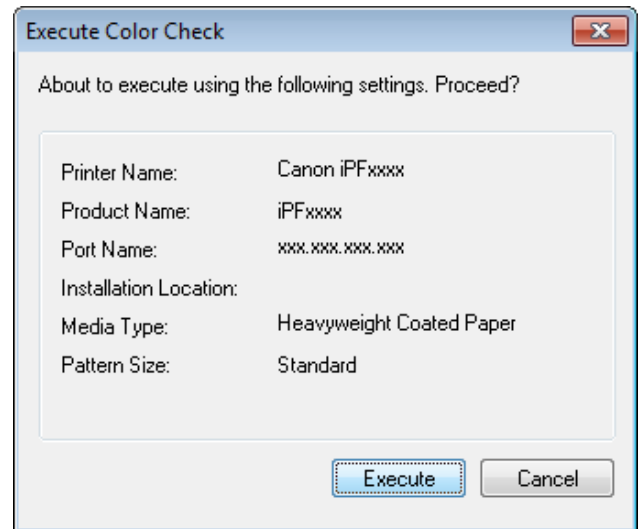 Execute Color Check
About to execute using the following settings. Proceed?
Printer Name: Canon iPFxxxx
Product Name: iPFxxxx
Port Name: xxx.xxx.xxx.xxx
Installation Location:
Media Type: Heavyweight Coated Paper
Pattern Size: Standard
Execute Cancel